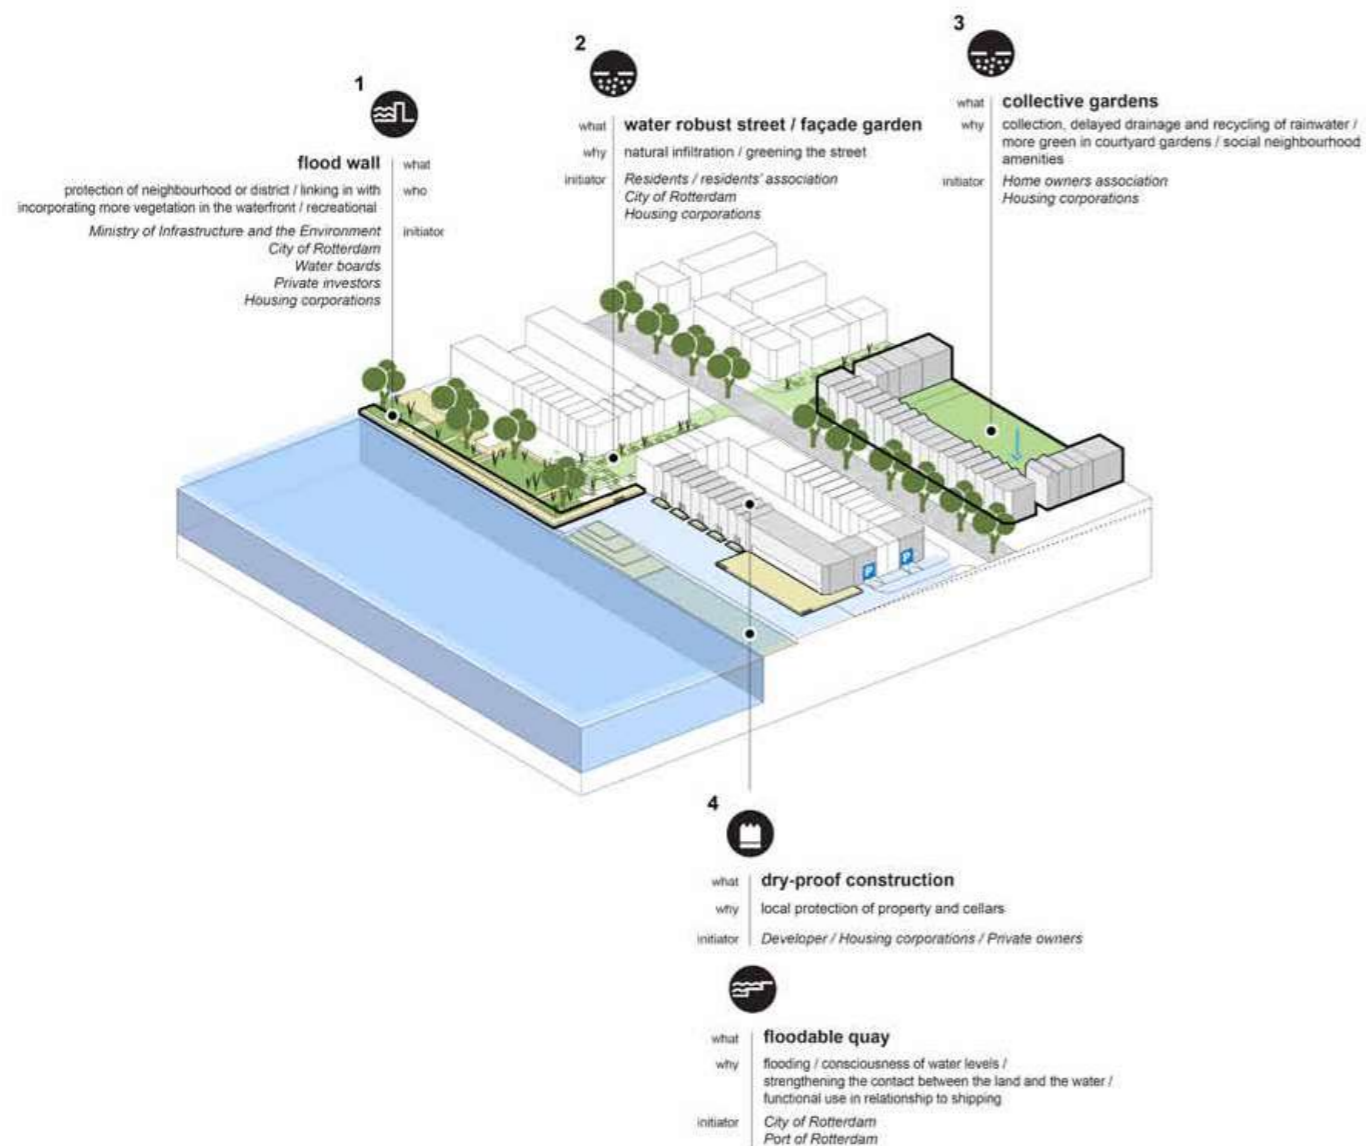 1
flood wall what
protection of neighbourhood or district / linking in with who
incorporating more vegetation in the waterfront / recreational
Ministry of Infrastructure and the Environment initiator
City of Rotterdam
Water boards
Private investors
Housing corporations
2
what water robust street / façade garden
why natural infiltration / greening the street
initiator Residents / residents' association
City of Rotterdam
Housing corporations
3
what collective gardens
why collection, delayed drainage and recycling of rainwater /
more green in courtyard gardens / social neighbourhood
amenities
initiator Home owners association
Housing corporations
P
P
4
what dry-proof construction
why local protection of property and cellars
initiator Developer / Housing corporations / Private owners
what floodable quay
why flooding / consciousness of water levels /
strengthening the contact between the land and the water /
functional use in relationship to shipping
initiator City of Rotterdam
Port of Rotterdam